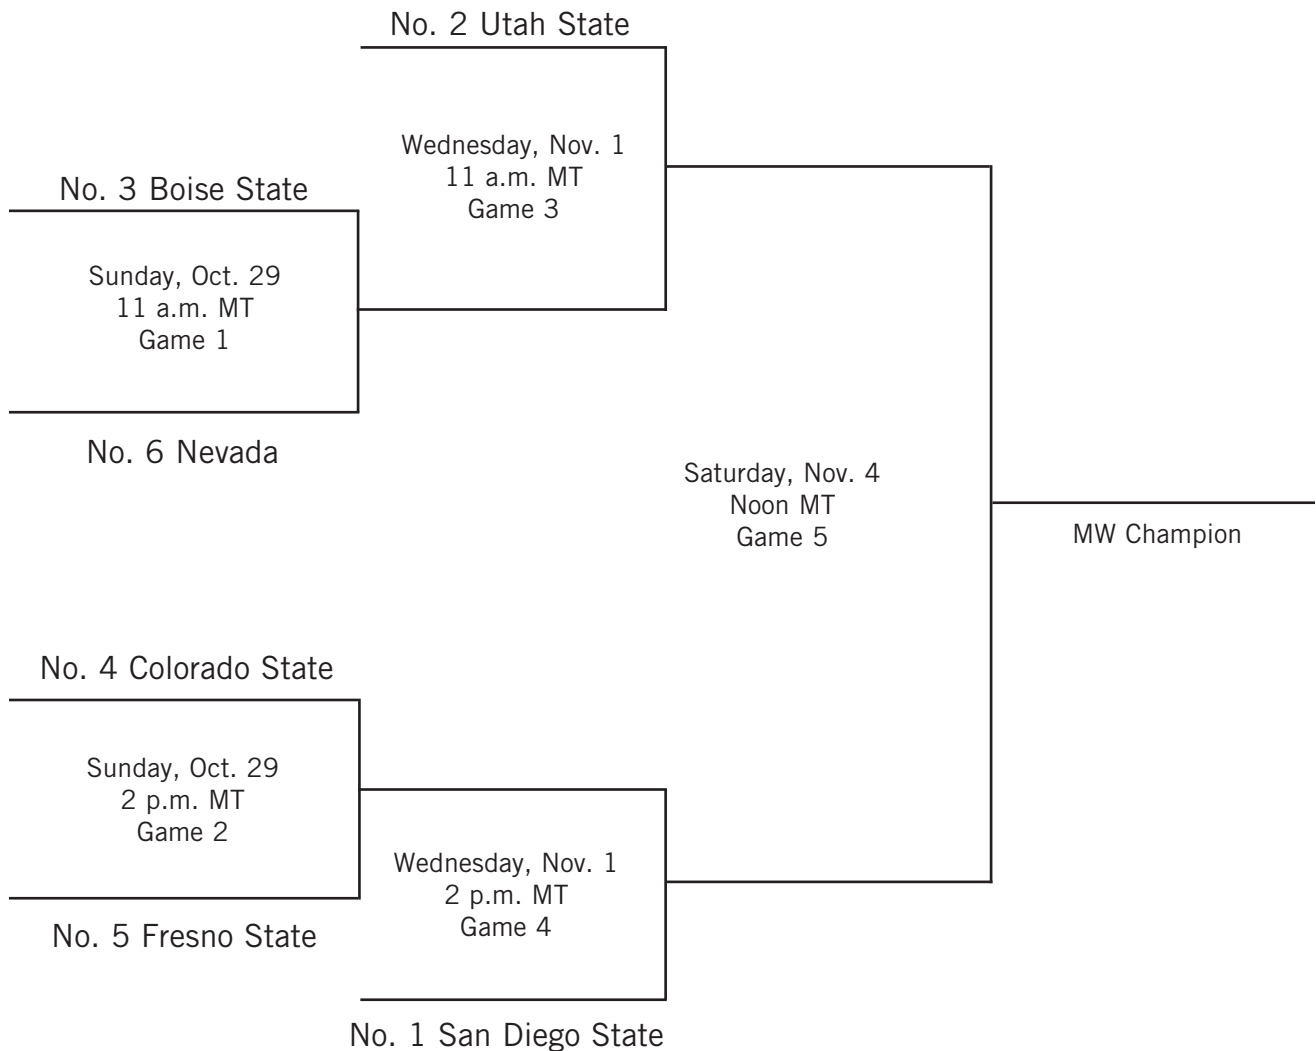 No. 2 Utah State
Wednesday, Nov. 1
11 a.m. MT
Game 3
No. 3 Boise State
Sunday, Oct. 29
11 a.m. MT
Game 1
No. 6 Nevada
Saturday, Nov. 4
Noon MT
Game 5
MW Champion
No. 4 Colorado State
Sunday, Oct. 29
2 p.m. MT
Game 2
No. 5 Fresno State
Wednesday, Nov. 1
2 p.m. MT
Game 4
No. 1 San Diego State